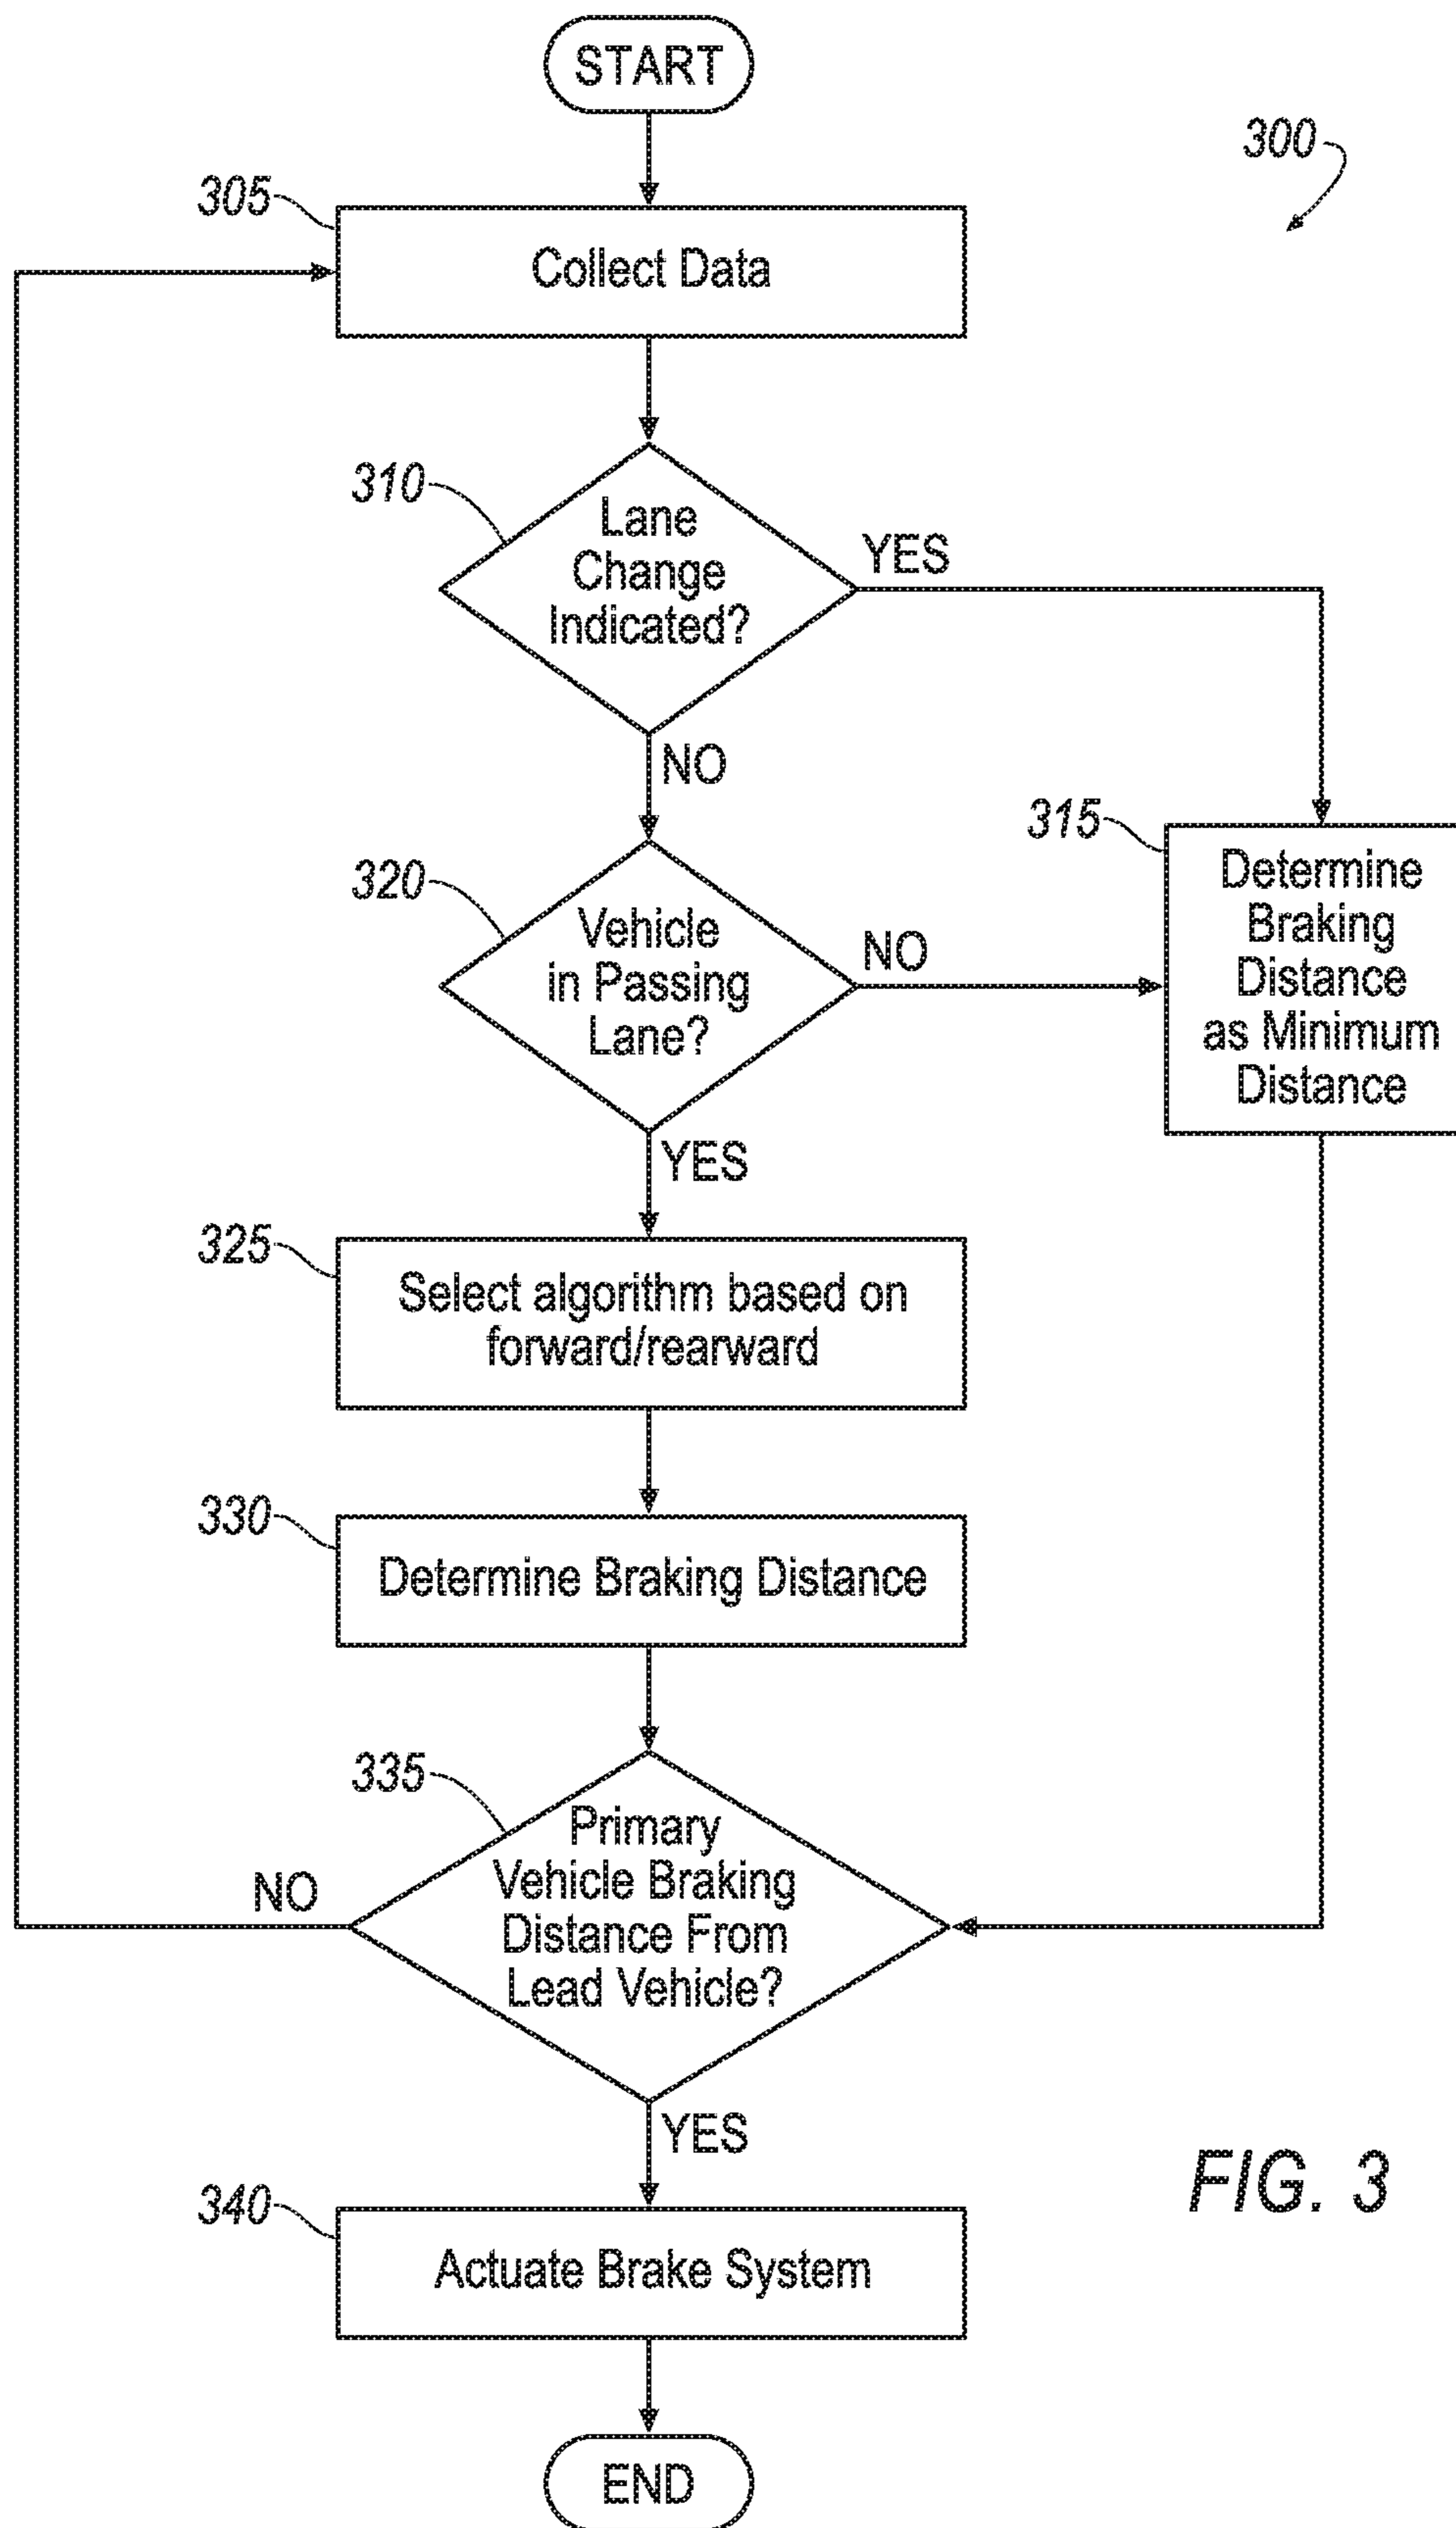 START
300
305
Collect Data
310
Lane
Change
Indicated?
YES
NO
315
Determine
Braking
Distance
as Minimum
Distance
320
Vehicle
in Passing
Lane?
NO
YES
325
Select algorithm based on
forward/rearward
330
Determine Braking Distance
335
Primary
Vehicle Braking
Distance From
Lead Vehicle?
NO
YES
340
Actuate Brake System
FIG. 3
END